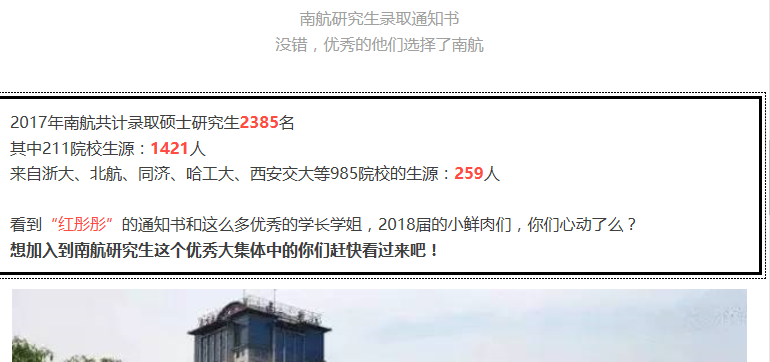 南航研究生录取通知书
没错，优秀的他们选择了南航
2017年南航共计录取硕士研究生2385名
其中211院校生源：1421人
来自浙大、北航、同济、哈工大、西安交大等985院校的生源：259人
看到“红彤彤”的通知书和这么多优秀的学长学姐，2018届的小鲜肉们，你们心动了么？
想加入到南航研究生这个优秀大集体中的你们赶快看过来吧！